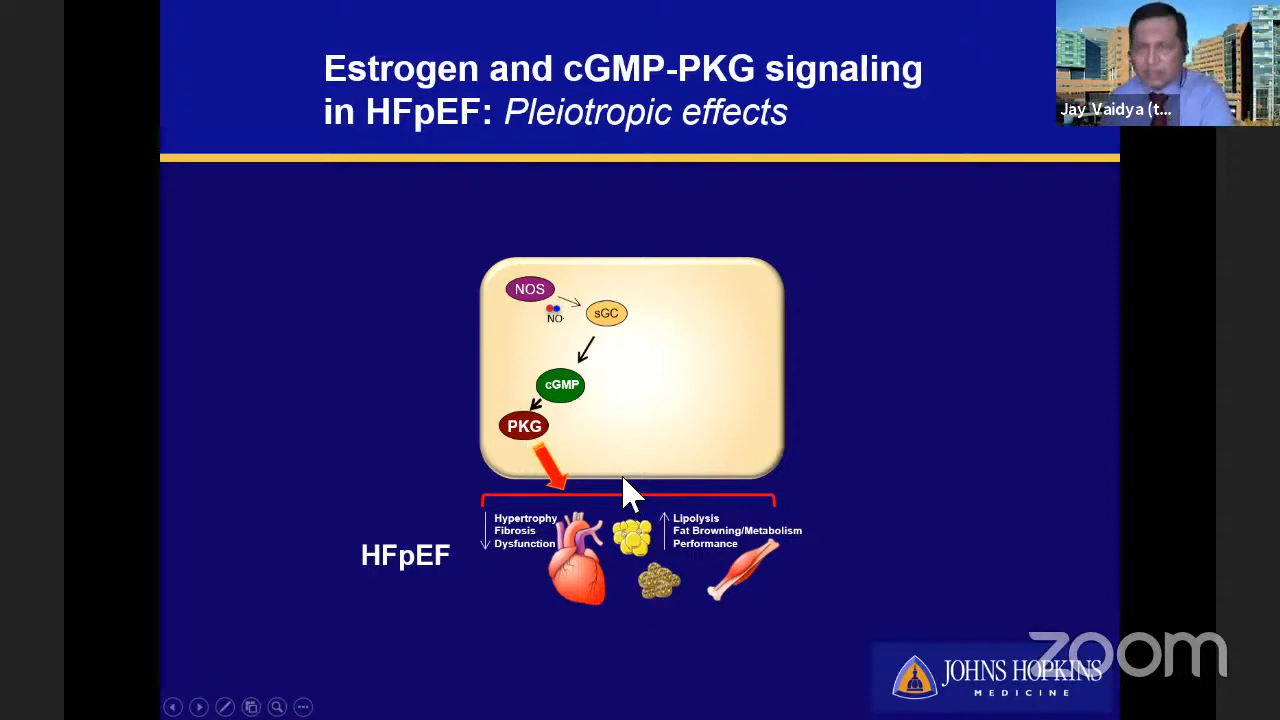 Estrogen and cGMP-PKG signaling
in HFpEF: Pleiotropic effects
Jay Vaidya (t...
NOS
NO·
sGC
cGMP
PKG
Hypertrophy
Fibrosis
Dysfunction
Lipolysis
Fat Browning/Metabolism
Performance
HFpEF
zoom
JOHNS HOPKINS
MEDICINE